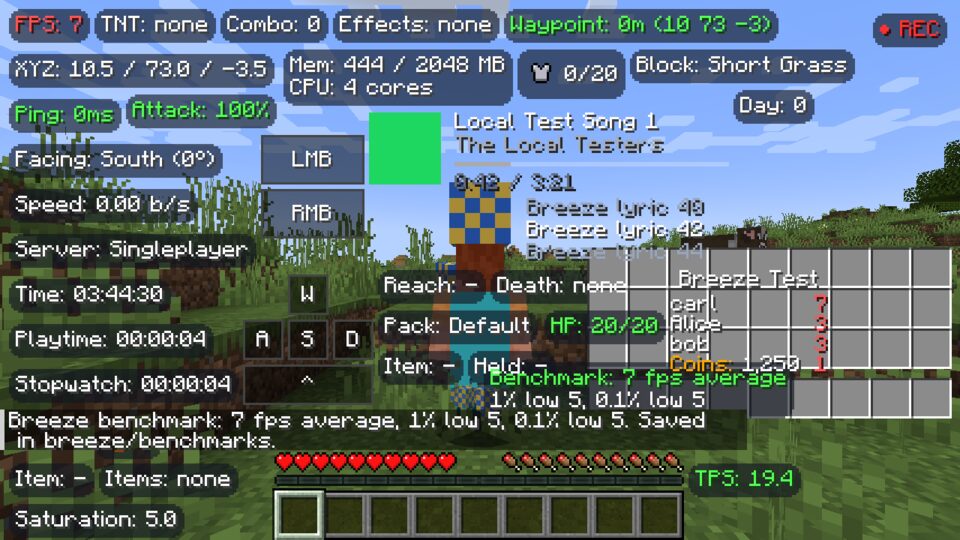 FPS: 7
TNT: none
Combo: 0
Effects: none
Waypoint: 0m (10 73 -3)
REC
XYZ: 10.5 / 73.0 / -3.5
Mem: 444 / 2048 MB
CPU: 4 cores
0/20
Block: Short Grass
Day: 0
Ping: 0ms
Attack: 100%
Local Test Song 1
The Local Testers
0:42 / 3:21
Facing: South (0°)
LMB
Speed: 0.00 b/s
RMB
Breeze lyric 40
Breeze lyric 42
Breeze lyric 44
Server: Singleplayer
Time: 03:44:30
W
Reach: - Death: none
Breeze Test
carl 7
Alice 3
bob 3
Coins: 1,250 1
Playtime: 00:00:04
A S D
Pack: Default
HP: 20/20
Item: - Held: -
Stopwatch: 00:00:04
^
Benchmark: 7 fps average
1% low 5, 0.1% low 5
Breeze benchmark: 7 fps average, 1% low 5, 0.1% low 5. Saved
in breeze/benchmarks.
Item: - Items: none
TPS: 19.4
Saturation: 5.0